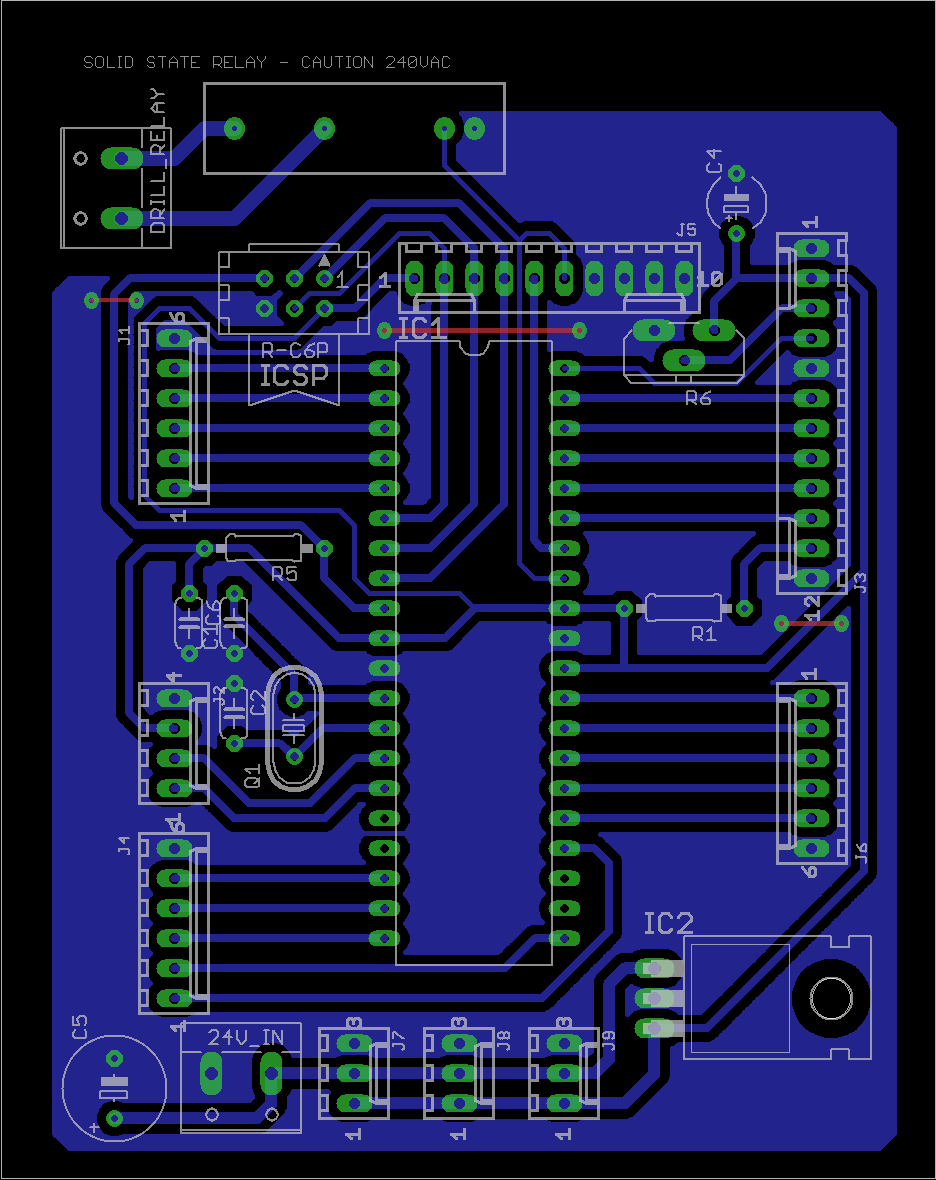 SOLID STATE RELAY - CAUTION 240VAC
DRILL_RELAY
C4
J5
1
1
1
10
IC1
J1
6
R-C6P
ICSP
R6
1
R5
C1
C6
R1
J3
12
4
J2
C2
1
Q1
1
6
J4
J6
6
IC2
C5
1
24V_IN
3
J7
3
J8
3
J9
+
1
1
1